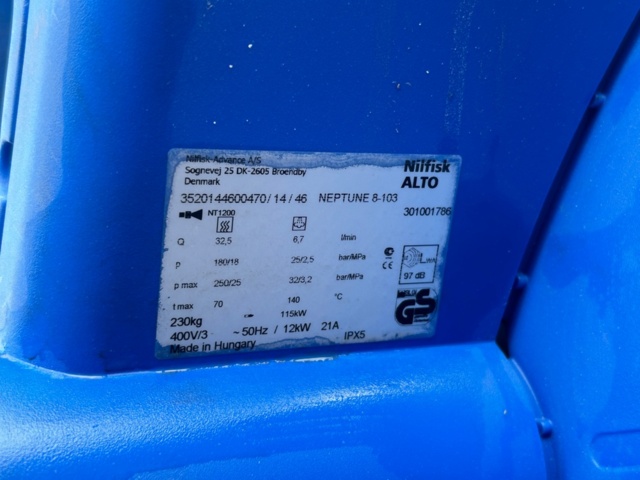 Nilfisk-Advance A/S
Sognevej 25 DK-2605 Broendby
Denmark
Nilfisk
ALTO
3520144600470/ 14 / 46 NEPTUNE 8-103
301001786
NT1200
Q 32,5 6,7 l/min
P 180/18 25/2,5 bar/MPa
p max 250/25 32/3,2 bar/MPa
t max 70 140 °C
115kW
230kg
400V/3 ~50Hz / 12kW 21A
IPX5
Made in Hungary
CE
97 dB
GS